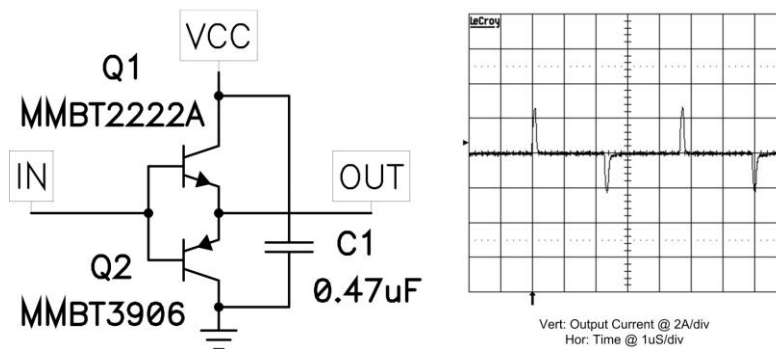 VCC
Q1
MMBT2222A
IN
OUT
Q2
C1
0.47uF
MMBT3906
LeCroy
Vert: Output Current @ 2A/div
Hor: Time @ 1uS/div